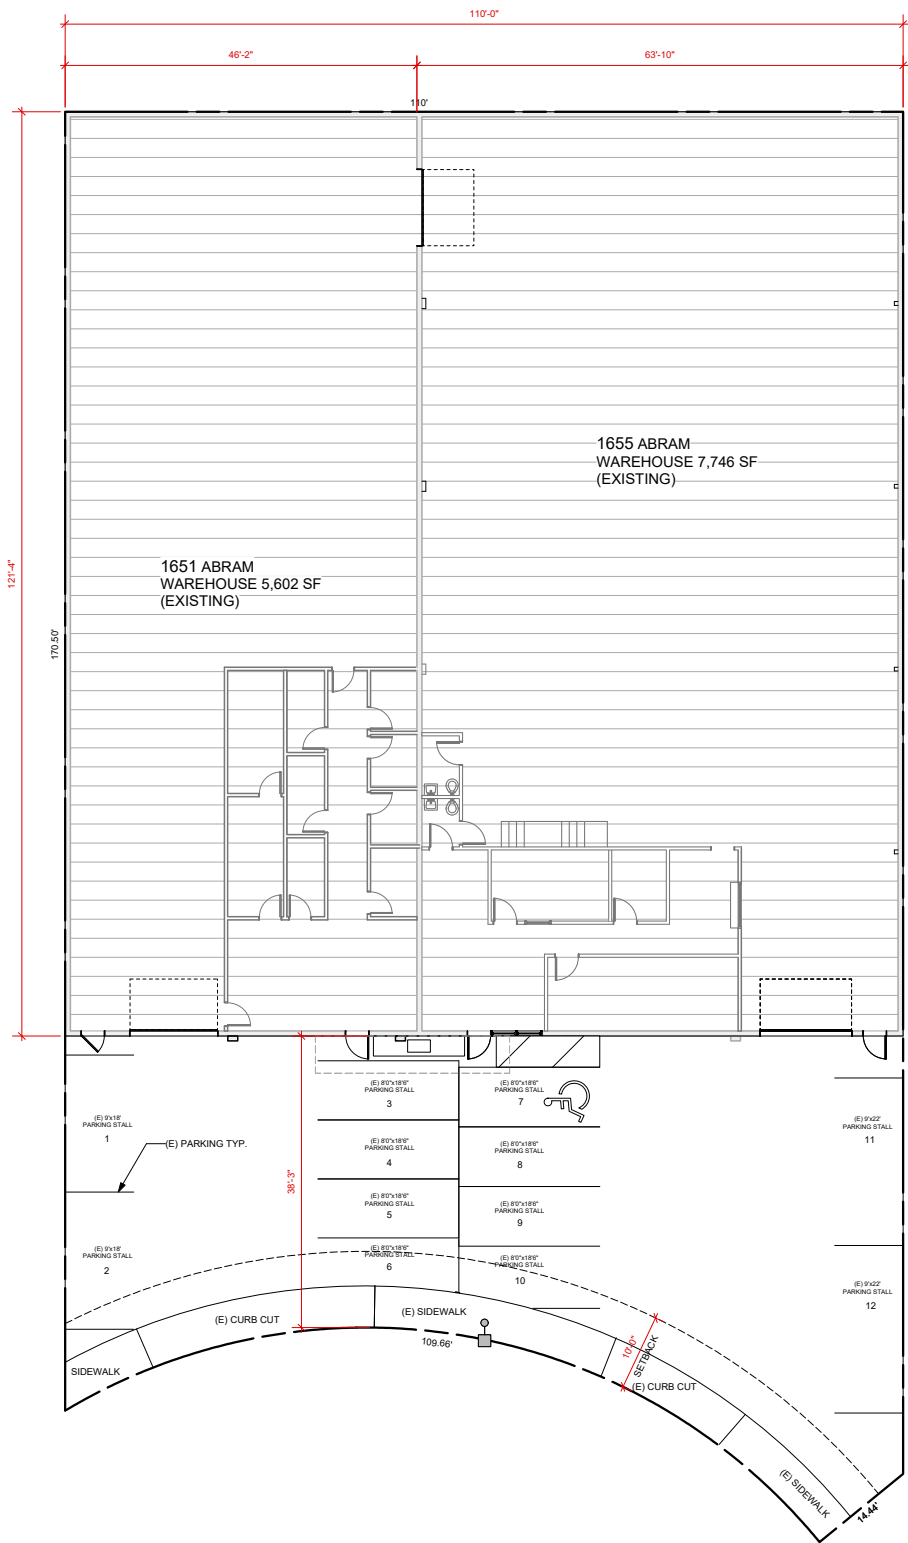 110'-0"
46'-2"
63'-10"
110'
1655 ABRAM
WAREHOUSE 7,746 SF
(EXISTING)
121'-4"
1651 ABRAM
WAREHOUSE 5,602 SF
(EXISTING)
170.50'
(E) 8'0"x18'6"
PARKING STALL
3
(E) 8'0"x18'6"
PARKING STALL
7
(E) 9'x18'
PARKING STALL
1
(E) PARKING TYP.
(E) 9'x22'
PARKING STALL
11
(E) 8'0"x18'6"
PARKING STALL
4
(E) 8'0"x18'6"
PARKING STALL
8
38'-3"
(E) 8'0"x18'6"
PARKING STALL
5
(E) 8'0"x18'6"
PARKING STALL
9
(E) 9'x18'
PARKING STALL
2
(E) 8'0"x18'6"
PARKING STALL
6
(E) 8'0"x18'6"
PARKING STALL
10
(E) 9'x22'
PARKING STALL
12
(E) CURB CUT
(E) SIDEWALK
109.66'
10'-0"
SETBACK
SIDEWALK
(E) CURB CUT
(E) SIDEWALK
14.44'